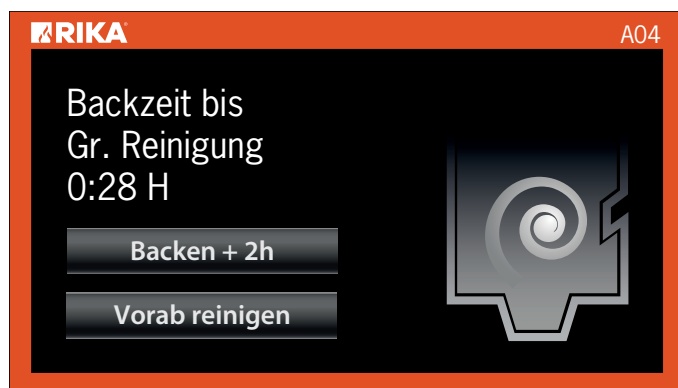 RIKA
A04
Backzeit bis
Gr. Reinigung
0:28 H
Backen + 2h
Vorab reinigen